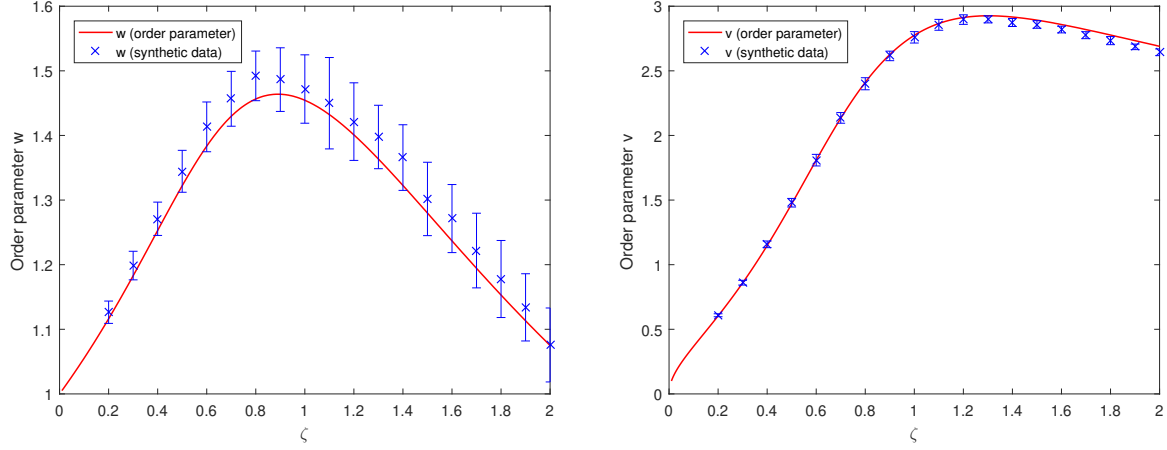 w (order parameter)
w (synthetic data)
Order parameter w
1.6
1.5
1.4
1.3
1.2
1.1
1
0 0.2 0.4 0.6 0.8 1 1.2 1.4 1.6 1.8 2
ζ
v (order parameter)
v (synthetic data)
Order parameter v
3
2.5
2
1.5
1
0.5
0
0 0.2 0.4 0.6 0.8 1 1.2 1.4 1.6 1.8 2
ζ